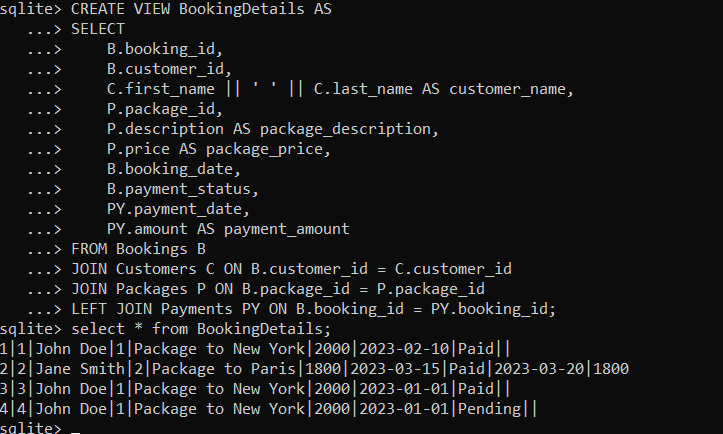 sqlite> CREATE VIEW BookingDetails AS
   ...> SELECT
   ...>     B.booking_id,
   ...>     B.customer_id,
   ...>     C.first_name || ' ' || C.last_name AS customer_name,
   ...>     P.package_id,
   ...>     P.description AS package_description,
   ...>     P.price AS package_price,
   ...>     B.booking_date,
   ...>     B.payment_status,
   ...>     PY.payment_date,
   ...>     PY.amount AS payment_amount
   ...> FROM Bookings B
   ...> JOIN Customers C ON B.customer_id = C.customer_id
   ...> JOIN Packages P ON B.package_id = P.package_id
   ...> LEFT JOIN Payments PY ON B.booking_id = PY.booking_id;
sqlite> select * from BookingDetails;
1|1|John Doe|1|Package to New York|2000|2023-02-10|Paid||
2|2|Jane Smith|2|Package to Paris|1800|2023-03-15|Paid|2023-03-20|1800
3|3|John Doe|1|Package to New York|2000|2023-01-01|Paid||
4|4|John Doe|1|Package to New York|2000|2023-01-01|Pending||
sqlite> _